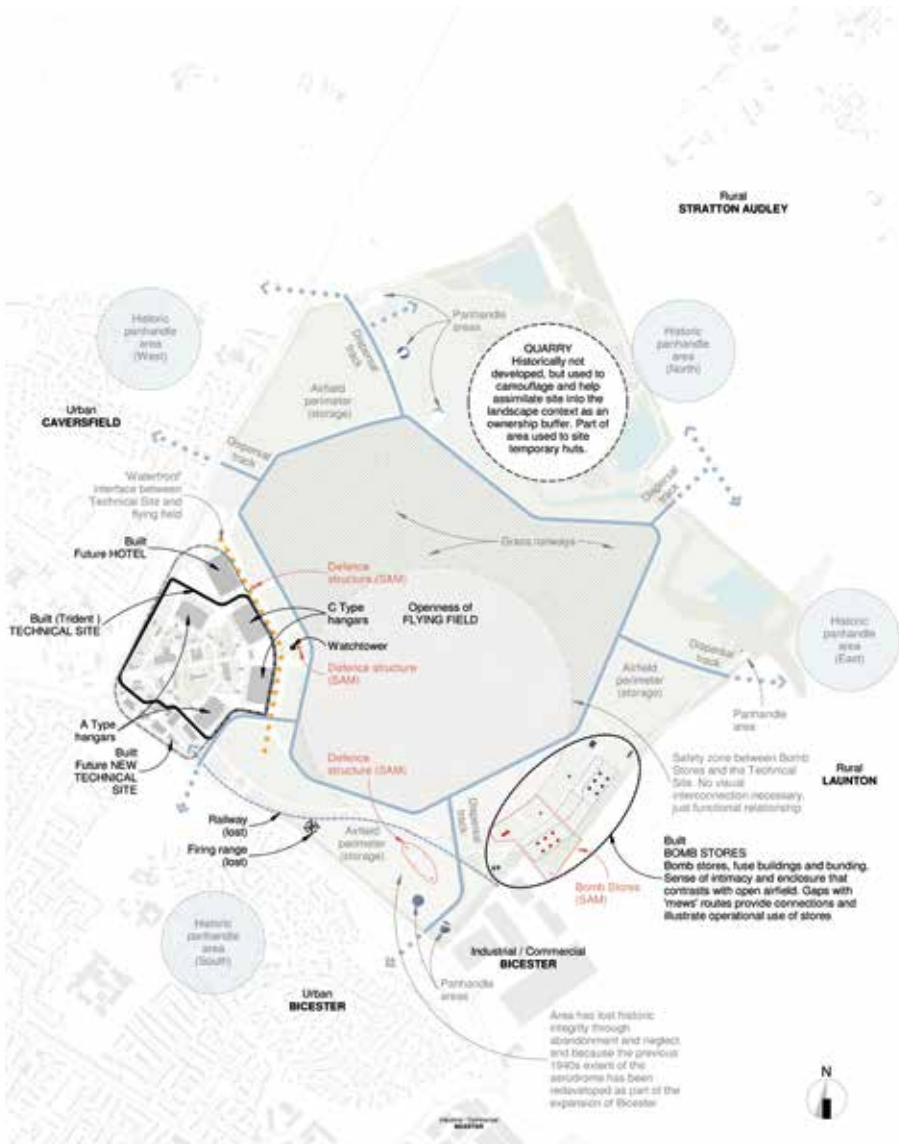 Rural
STRATTON AUDLEY
Historic
panhandle
area
(West)
Panhandle
areas
Dispersal
track
QUARRY
Historically not
developed, but used to
camouflage and help
assimilate site into the
landscape context as an
ownership buffer. Part of
area used to site
temporary huts.
Historic
panhandle
area
(North)
Airfield
perimeter
(storage)
Urban
CAVERSFIELD
Dispersal
track
Dispersal
track
'Waterfront'
interface between
Technical Site and
flying field
Grass runways
Built
Future HOTEL
Defence
structure (SAM)
Built (Trident )
TECHNICAL SITE
C Type
hangars
Openness of
FLYING FIELD
Watchtower
Defence structure
(SAM)
Historic
panhandle
area
(East)
Dispersal
track
Airfield
perimeter
(storage)
Panhandle
area
A Type
hangars
Built
Future NEW
TECHNICAL
SITE
Defence
structure (SAM)
Safety zone between Bomb
Stores and the Technical
Site. No visual
interconnection necessary,
just functional relationship
Rural
LAUNTON
Railway
(lost)
Firing range
(lost)
Airfield
perimeter
(storage)
Dispersal
track
Built
BOMB STORES
Bomb stores, fuse buildings and bunding.
Sense of intimacy and enclosure that
contrasts with open airfield. Gaps with
'mews' routes provide connections and
illustrate operational use of stores
Bomb Stores
(SAM)
Historic
panhandle
area
(South)
Industrial / Commercial
BICESTER
Panhandle
areas
Urban
BICESTER
Area has lost historic
integrity through
abandonment and neglect
and because the previous
1940s extent of the
aerodrome has been
redeveloped as part of the
expansion of Bicester
N